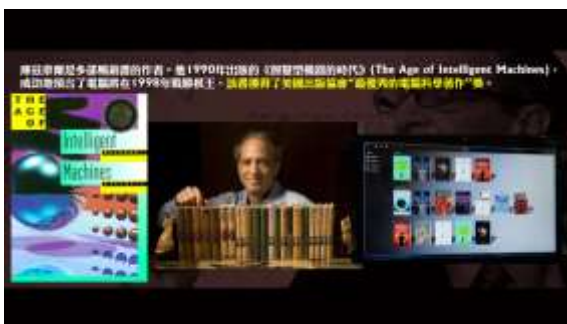 庫茲韋爾是多部暢銷書的作者。他1990年出版的《智慧型機器的時代》(The Age of Intelligent Machines)，
成功地預言了電腦將在1998年戰勝棋王。該書獲得了美國出版協會“最優秀的電腦科學著作”獎。
THE
AGE
OF
Intelligent
Machines